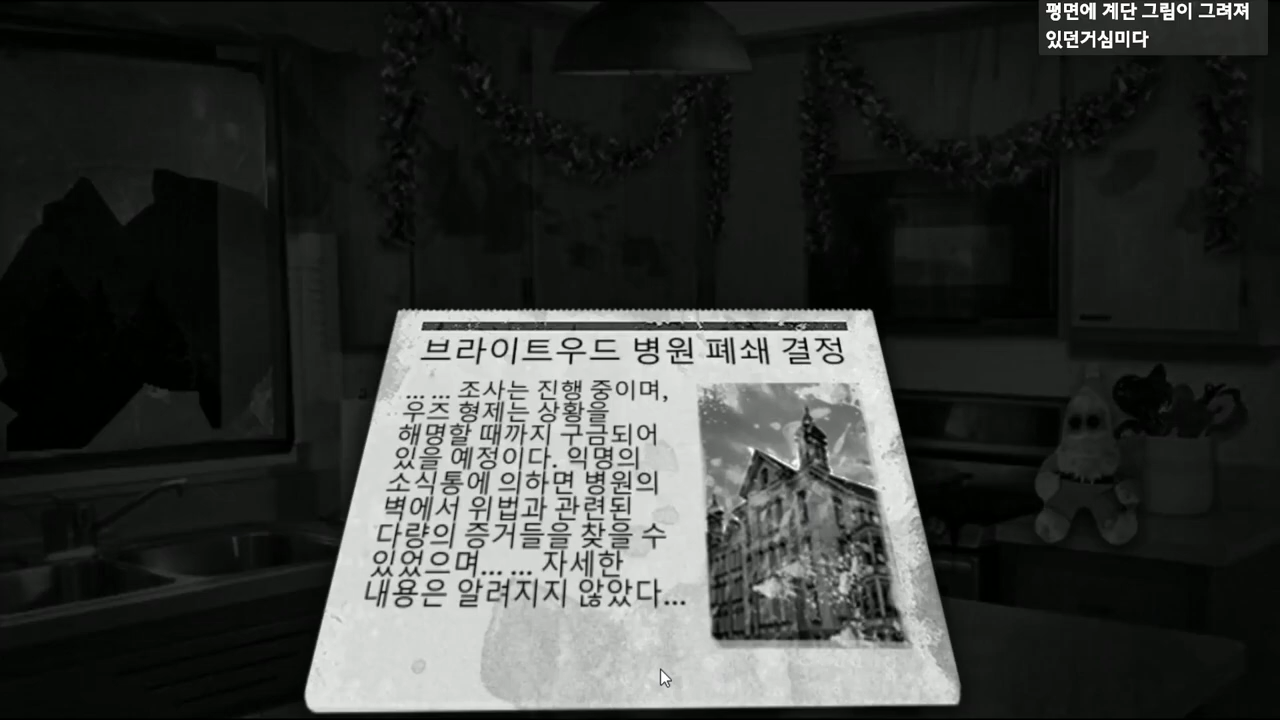 평면에 계단 그림이 그려져
있던거심미다
브라이트우드 병원 폐쇄 결정
... ... 조사는 진행 중이며,
우즈 형제는 상황을
해명할 때까지 구금되어
있을 예정이다. 익명의
소식통에 의하면 병원의
벽에서 위법과 관련된
다량의 증거들을 찾을 수
있었으며... ... 자세한
내용은 알려지지 않았다...